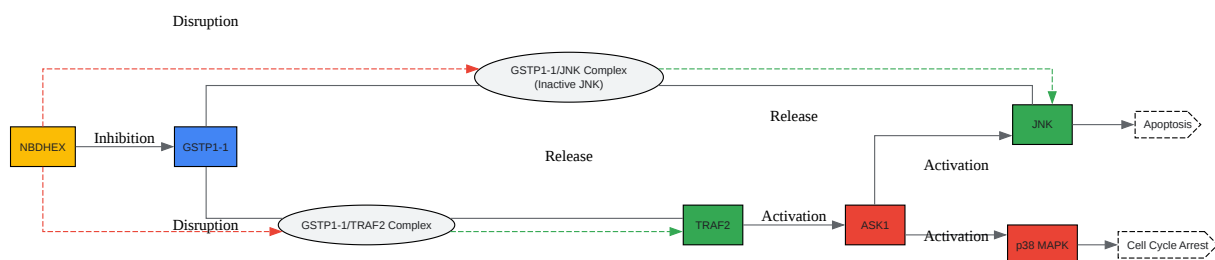 Disruption
GSTP1-1/JNK Complex
(Inactive JNK)
Release
JNK
Apoptosis
NBDHEX
Inhibition
GSTP1-1
Release
Activation
Disruption
GSTP1-1/TRAF2 Complex
TRAF2
Activation
ASK1
Activation
p38 MAPK
Cell Cycle Arrest